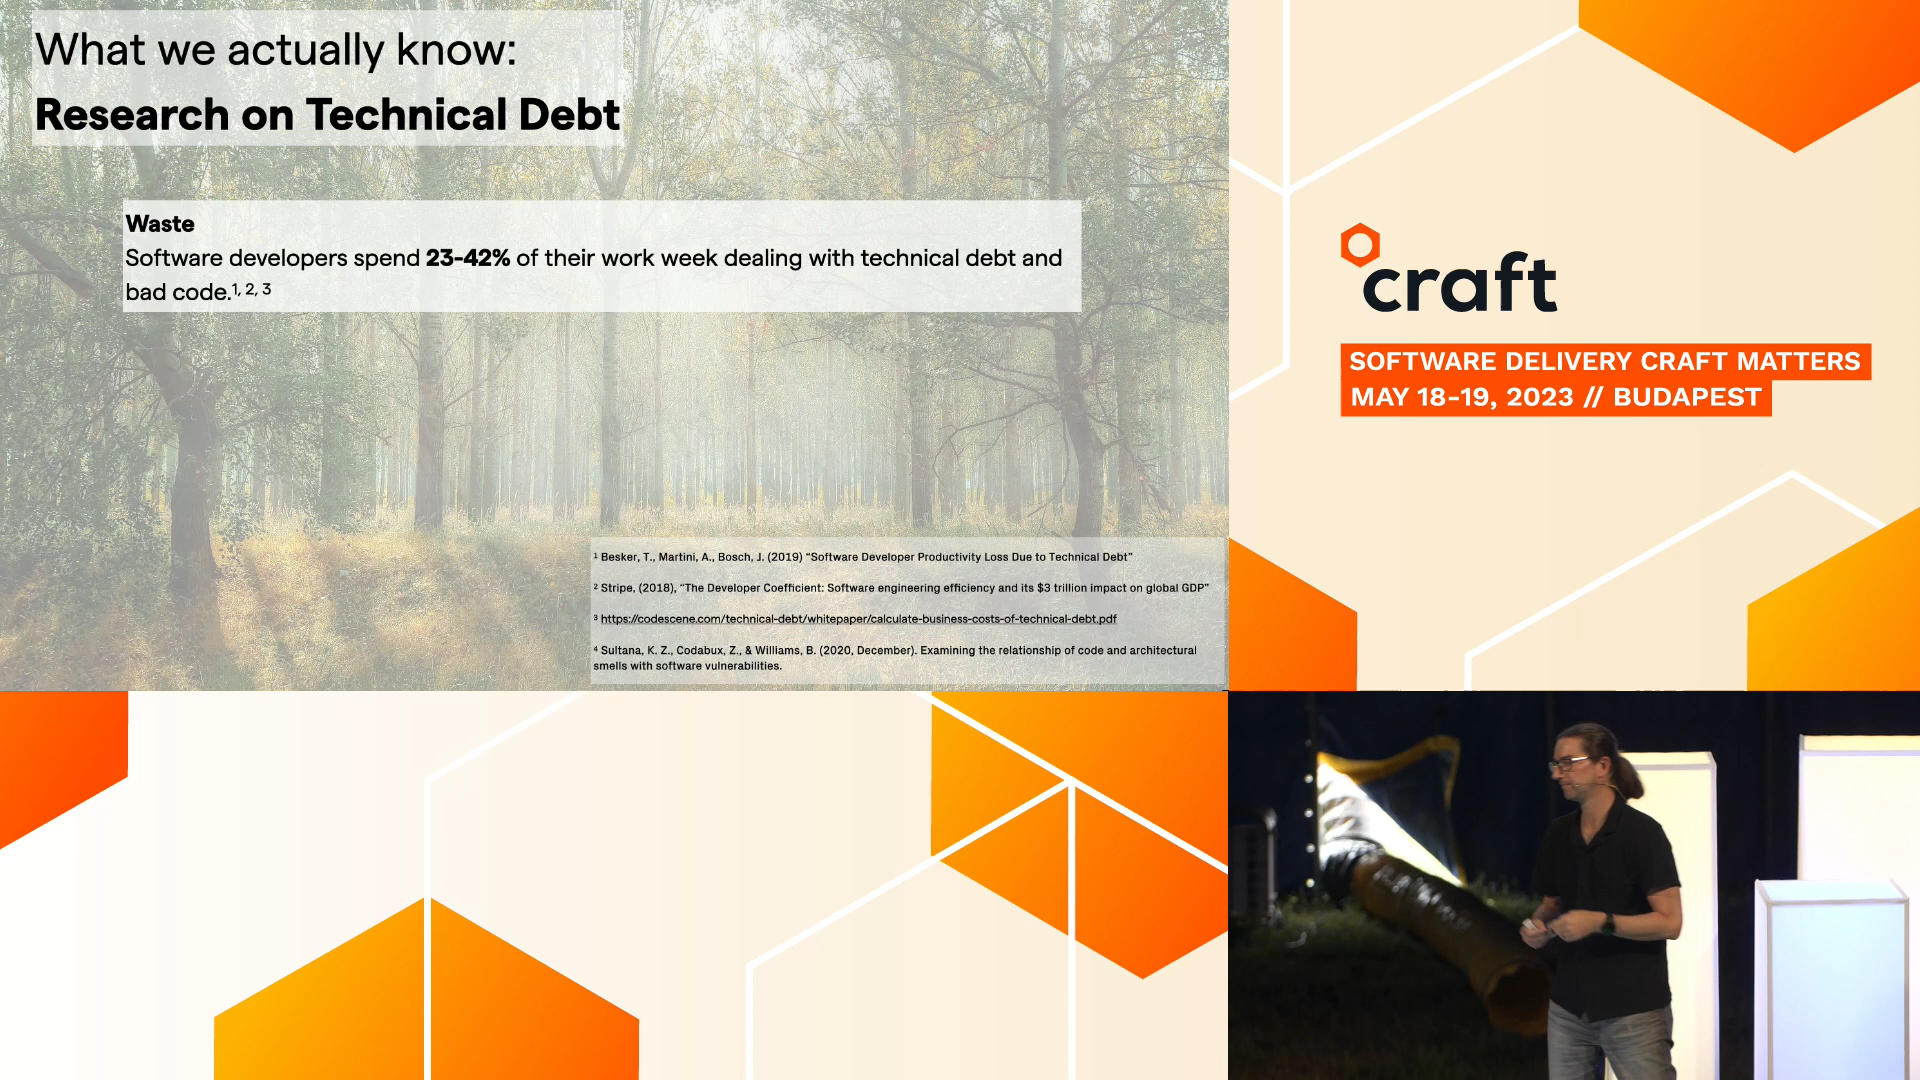 What we actually know:
Research on Technical Debt
Waste
Software developers spend 23-42% of their work week dealing with technical debt and
bad code.1, 2, 3
1 Besker, T., Martini, A., Bosch, J. (2019) “Software Developer Productivity Loss Due to Technical Debt”
2 Stripe, (2018), “The Developer Coefficient: Software engineering efficiency and its $3 trillion impact on global GDP”
3 https://codescene.com/technical-debt/whitepaper/calculate-business-costs-of-technical-debt.pdf
4 Sultana, K. Z., Codabux, Z., & Williams, B. (2020, December). Examining the relationship of code and architectural
smells with software vulnerabilities.
craft
SOFTWARE DELIVERY CRAFT MATTERS
MAY 18-19, 2023 // BUDAPEST